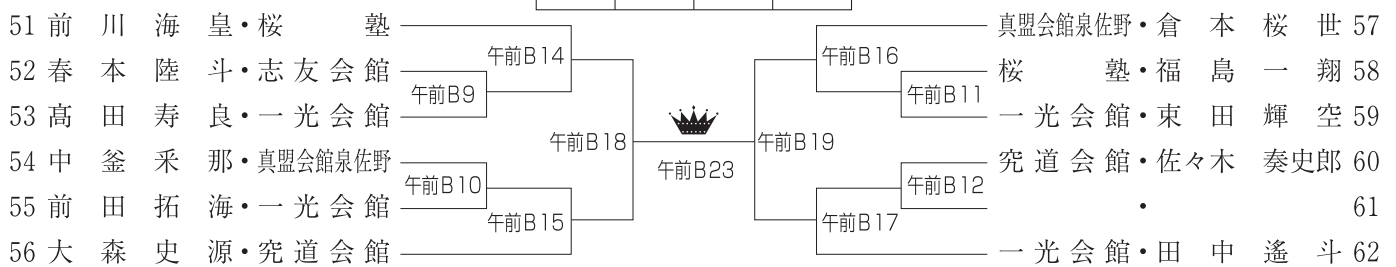 51 前川海皇・桜塾
52 春本陸斗・志友会館
53 髙田寿良・一光会館
54 中釜采那・真盟会館泉佐野
55 前田拓海・一光会館
56 大森史源・究道会館
午前B14
午前B9
午前B10
午前B15
午前B18
午前B23
午前B19
午前B16
午前B11
午前B12
午前B17
真盟会館泉佐野・倉本桜世 57
桜塾・福島一翔 58
一光会館・東田輝空 59
究道会館・佐々木奏史郎 60
・ 61
一光会館・田中遙斗 62